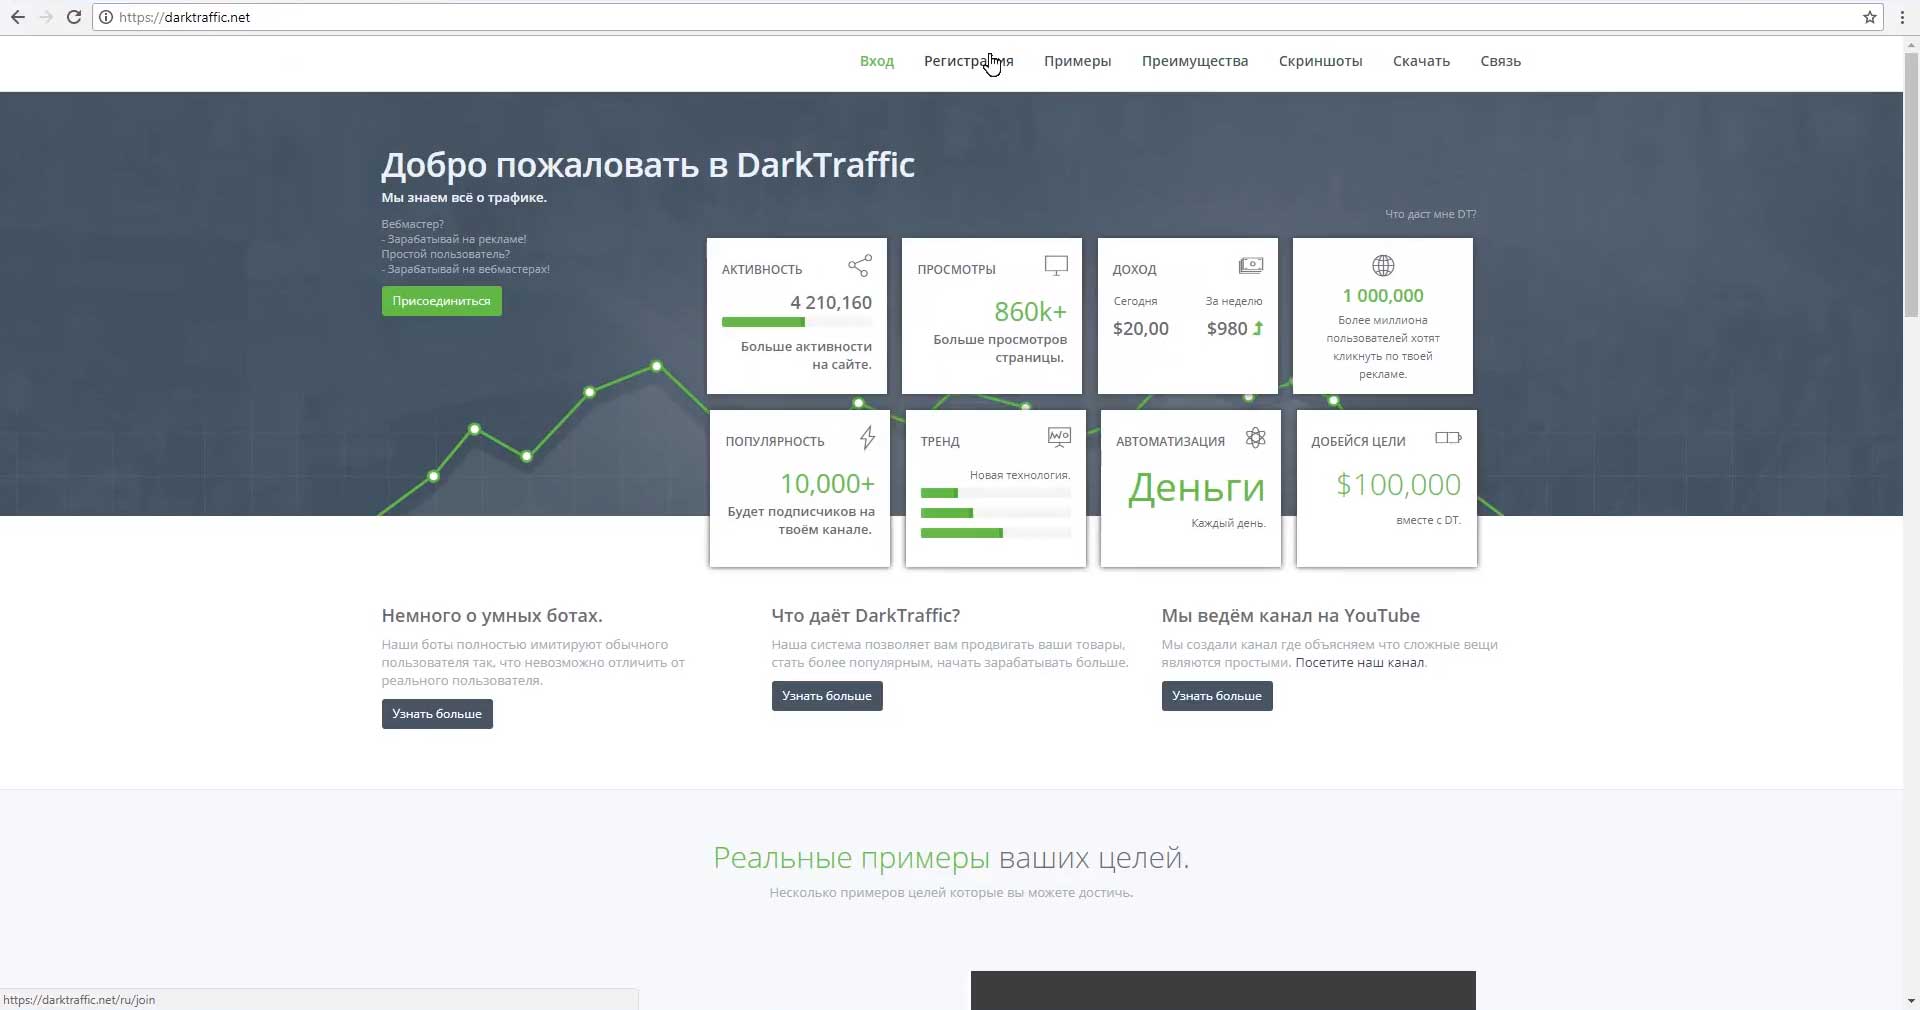 https://darktraffic.net
Вход Регистрация Примеры Преимущества Скриншоты Скачать Связь
Добро пожаловать в DarkTraffic
Мы знаем всё о трафике.
Вебмастер?
- Зарабатывай на рекламе!
Простой пользователь?
- Зарабатывай на вебмастерах!
Присоединиться
Что даст мне DT?
АКТИВНОСТЬ
4 210,160
Больше активности
на сайте.
ПРОСМОТРЫ
860k+
Больше просмотров
страницы.
ДОХОД
Сегодня За неделю
$20,00 $980
1 000,000
Более миллиона
пользователей хотят
кликнуть по твоей
рекламе.
ПОПУЛЯРНОСТЬ
10,000+
Будет подписчиков на
твоём канале.
ТРЕНД
Новая технология.
АВТОМАТИЗАЦИЯ
Деньги
Каждый день.
ДОБЕЙСЯ ЦЕЛИ
$100,000
вместе с DT.
Немного о умных ботах.
Наши боты полностью имитируют обычного
пользователя так, что невозможно отличить от
реального пользователя.
Узнать больше
Что даёт DarkTraffic?
Наша система позволяет вам продвигать ваши товары,
стать более популярным, начать зарабатывать больше.
Узнать больше
Мы ведём канал на YouTube
Мы создали канал где объясняем что сложные вещи
являются простыми. Посетите наш канал.
Узнать больше
Реальные примеры ваших целей.
Несколько примеров целей которые вы можете достичь.
https://darktraffic.net/ru/join